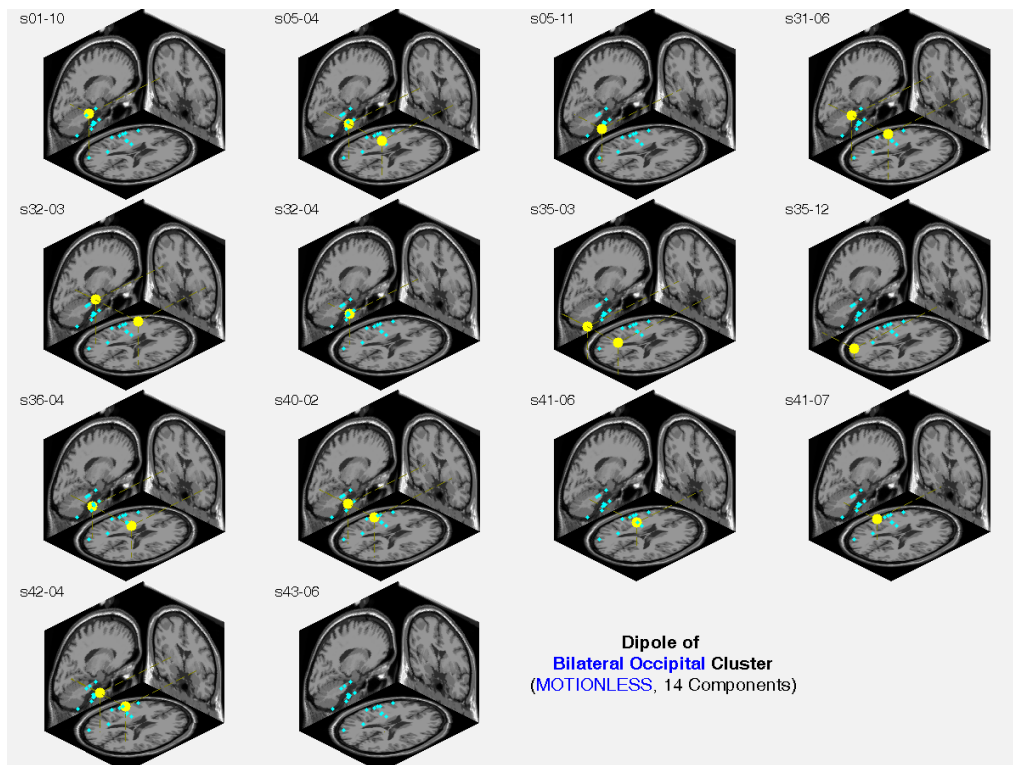 s01-10
s05-04
s05-11
s31-06
s32-03
s32-04
s35-03
s35-12
s36-04
s40-02
s41-06
s41-07
s42-04
s43-06
Dipole of
Bilateral Occipital Cluster
(MOTIONLESS, 14 Components)